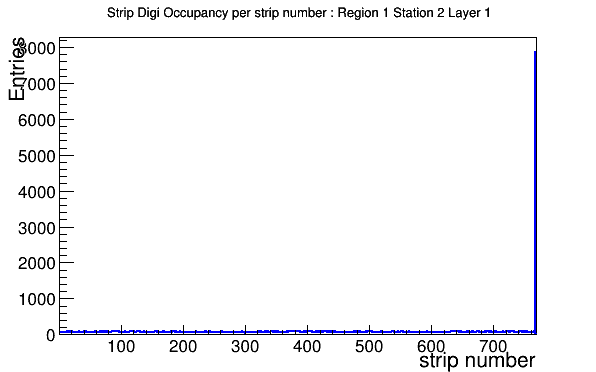 Strip Digi Occupancy per strip number : Region 1 Station 2 Layer 1
Entries
8000
7000
6000
5000
4000
3000
2000
1000
0
100 200 300 400 500 600 700
strip number